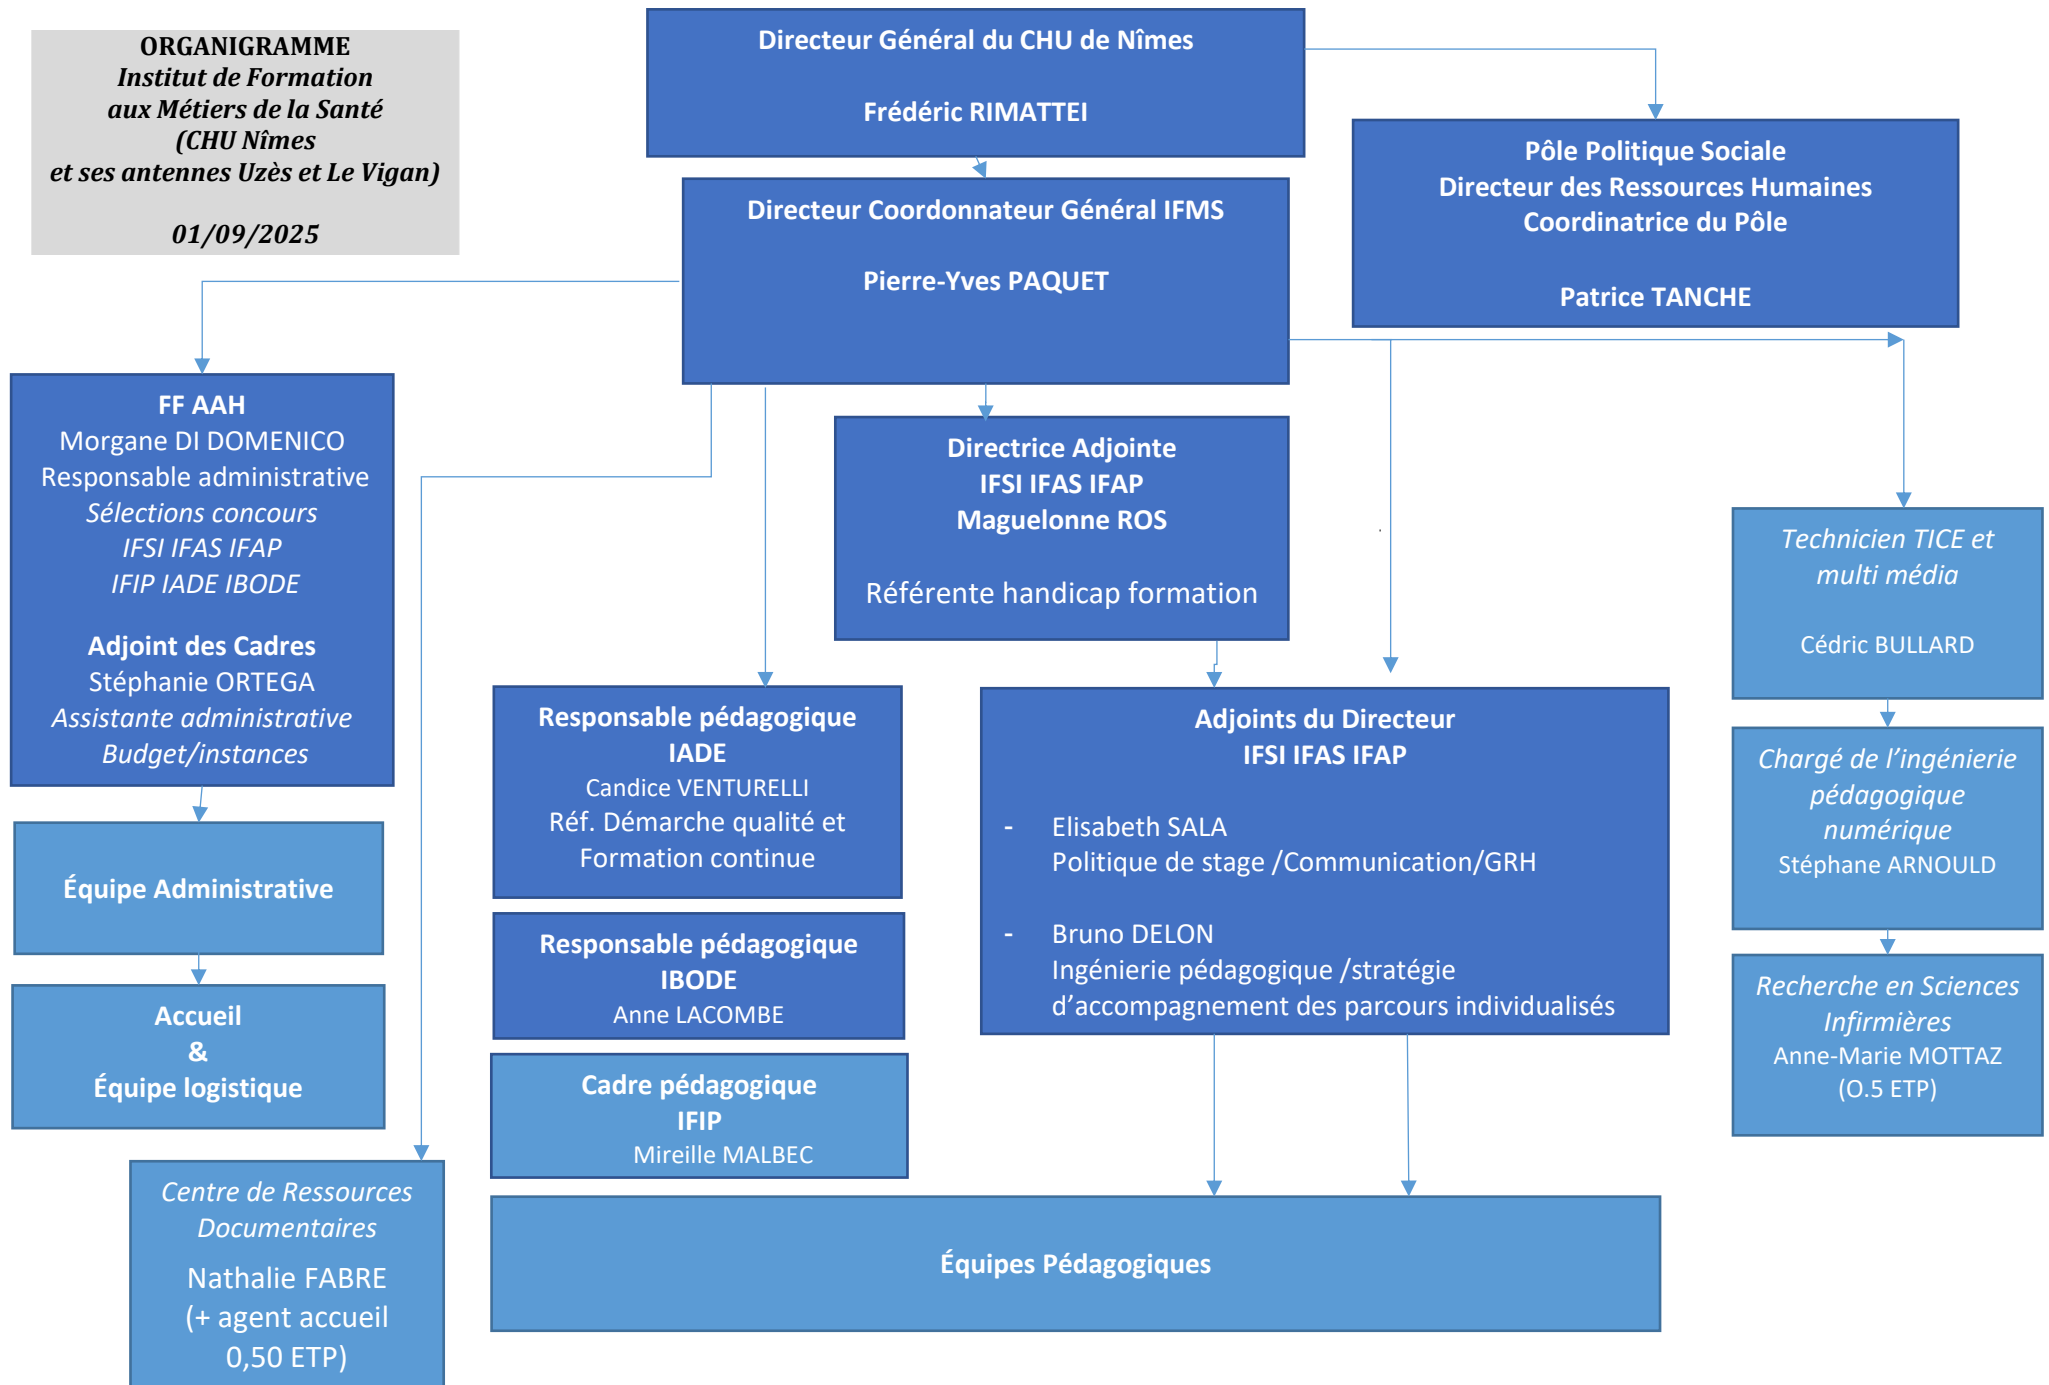 ORGANIGRAMME
Institut de Formation
aux Métiers de la Santé
(CHU Nîmes
et ses antennes Uzès et Le Vigan)
01/09/2025
Directeur Général du CHU de Nîmes
Frédéric RIMATTEI
Pôle Politique Sociale
Directeur des Ressources Humaines
Coordinatrice du Pôle
Patrice TANCHE
Directeur Coordonnateur Général IFMS
Pierre-Yves PAQUET
FF AAH
Morgane DI DOMENICO
Responsable administrative
Sélections concours
IFSI IFAS IFAP
IFIP IADE IBODE
Adjoint des Cadres
Stéphanie ORTEGA
Assistante administrative
Budget/instances
Équipe Administrative
Accueil
&
Équipe logistique
Centre de Ressources
Documentaires
Nathalie FABRE
(+ agent accueil
0,50 ETP)
Directrice Adjointe
IFSI IFAS IFAP
Maguelonne ROS
Référente handicap formation
Responsable pédagogique
IADE
Candice VENTURELLI
Réf. Démarche qualité et
Formation continue
Responsable pédagogique
IBODE
Anne LACOMBE
Cadre pédagogique
IFIP
Mireille MALBEC
Adjoints du Directeur
IFSI IFAS IFAP
- Elisabeth SALA
Politique de stage /Communication/GRH
- Bruno DELON
Ingénierie pédagogique /stratégie
d’accompagnement des parcours individualisés
Équipes Pédagogiques
Technicien TICE et
multi média
Cédric BULLARD
Chargé de l’ingénierie
pédagogique
numérique
Stéphane ARNOULD
Recherche en Sciences
Infirmières
Anne-Marie MOTTAZ
(O.5 ETP)